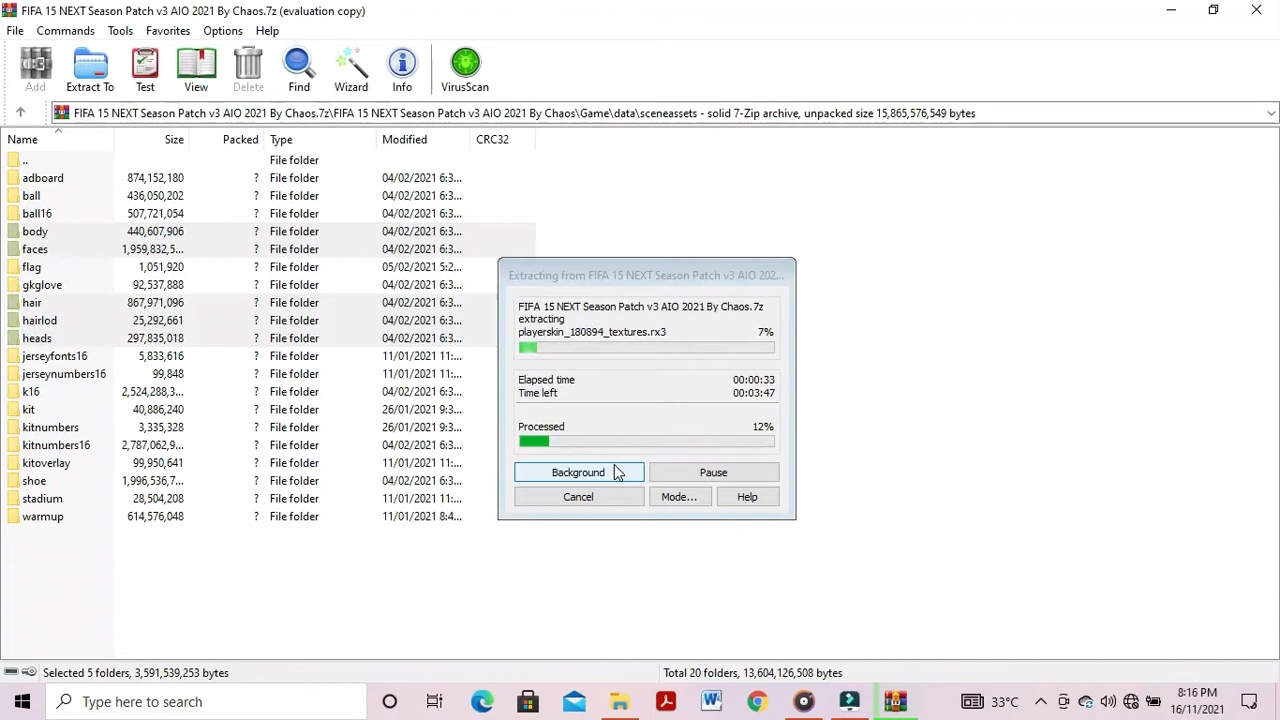 FIFA 15 NEXT Season Patch v3 AIO 2021 By Chaos.7z (evaluation copy)
File Commands Tools Favorites Options Help
Add Extract To Test View Delete Find Wizard Info VirusScan
FIFA 15 NEXT Season Patch v3 AIO 2021 By Chaos.7z\FIFA 15 NEXT Season Patch v3 AIO 2021 By Chaos\Game\data\sceneassets - solid 7-Zip archive, unpacked size 15,865,576,549 bytes
Name Size Packed Type Modified CRC32
.. File folder
adboard 874,152,180 ? File folder 04/02/2021 6:3...
ball 436,050,202 ? File folder 04/02/2021 6:3...
ball16 507,721,054 ? File folder 04/02/2021 6:3...
body 440,607,906 ? File folder 04/02/2021 6:3...
faces 1,959,832,5... ? File folder 04/02/2021 6:3...
flag 1,051,920 ? File folder 05/02/2021 5:2...
gkglove 92,537,888 ? File folder 04/02/2021 6:3...
hair 867,971,096 ? File folder 04/02/2021 6:3...
hairlod 25,292,661 ? File folder 04/02/2021 6:3...
heads 297,835,018 ? File folder 04/02/2021 6:3...
jerseyfonts16 5,833,616 ? File folder 11/01/2021 11:...
jerseynumbers16 99,848 ? File folder 11/01/2021 11:...
k16 2,524,288,3... ? File folder 04/02/2021 6:3...
kit 40,886,240 ? File folder 26/01/2021 9:3...
kitnumbers 3,335,328 ? File folder 26/01/2021 9:3...
kitnumbers16 2,787,062,9... ? File folder 04/02/2021 6:3...
kitoverlay 99,950,641 ? File folder 11/01/2021 11:...
shoe 1,996,536,7... ? File folder 04/02/2021 6:3...
stadium 28,504,208 ? File folder 11/01/2021 11:...
warmup 614,576,048 ? File folder 11/01/2021 8:4...
Extracting from FIFA 15 NEXT Season Patch v3 AIO 202...
FIFA 15 NEXT Season Patch v3 AIO 2021 By Chaos.7z
extracting
playerskin_180894_textures.rx3 7%
Elapsed time 00:00:33
Time left 00:03:47
Processed 12%
Background Pause
Cancel Mode... Help
Selected 5 folders, 3,591,539,253 bytes Total 20 folders, 13,604,126,508 bytes
Type here to search
33°C
8:16 PM
16/11/2021